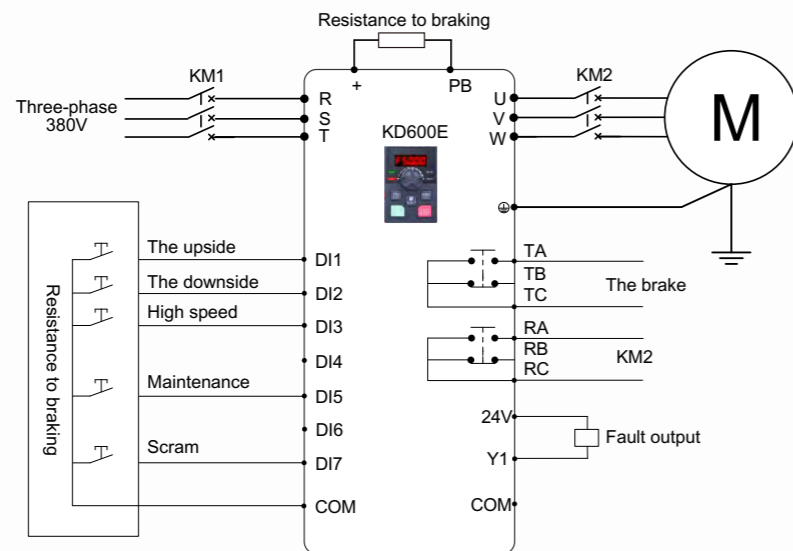 Resistance to braking
KM1
+
PB
KM2
Three-phase
380V
R
S
T
U
V
W
M
KD600E
The upside
DI1
The downside
DI2
High speed
DI3
DI4
Maintenance
DI5
DI6
Scram
DI7
COM
Resistance to braking
TA
TB
TC
The brake
RA
RB
RC
KM2
24V
Y1
Fault output
COM